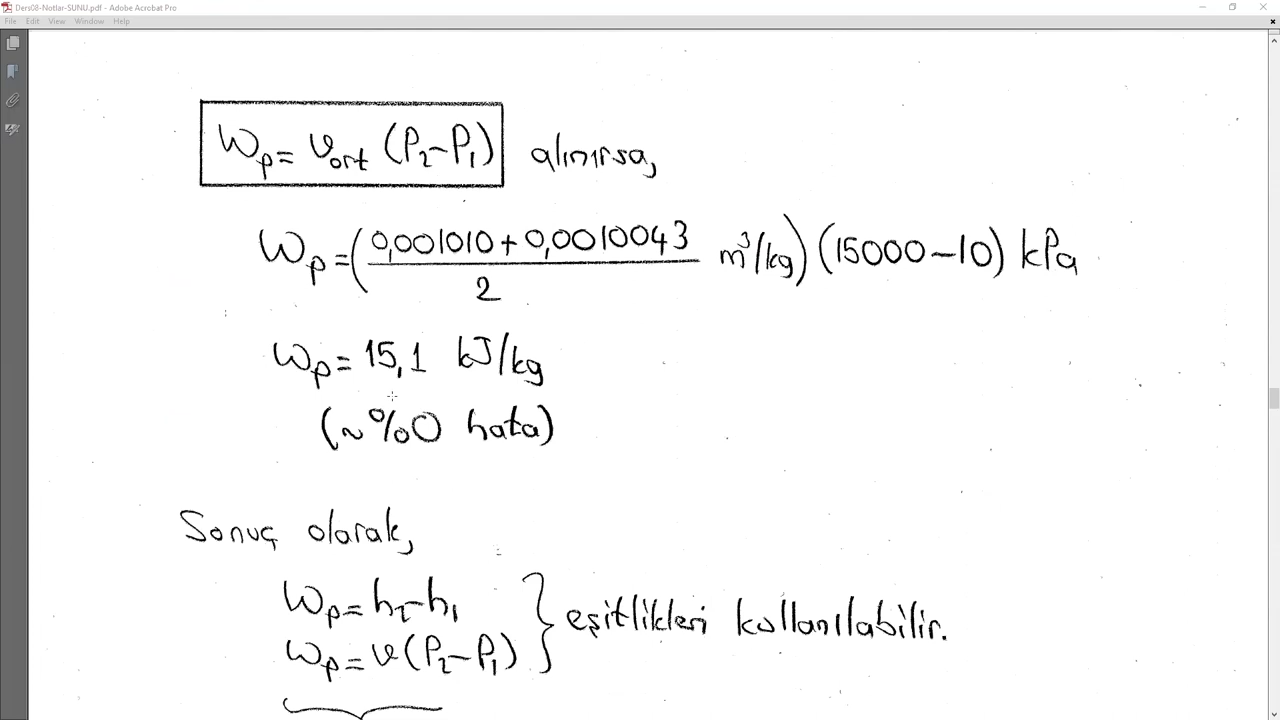 Ders08-Notlar-SUNU.pdf - Adobe Acrobat Pro
File Edit View Window Help
Wp = vort (P2-P1) alınırsa,
Wp = (0,001010 + 0,0010043 / 2 m³/kg) (15000-10) kPa
Wp = 15,1 kJ/kg
(~%0 hata)
Sonuç olarak,
Wp = h2-h1
Wp = v(P2-P1) } eşitlikleri kullanılabilir.